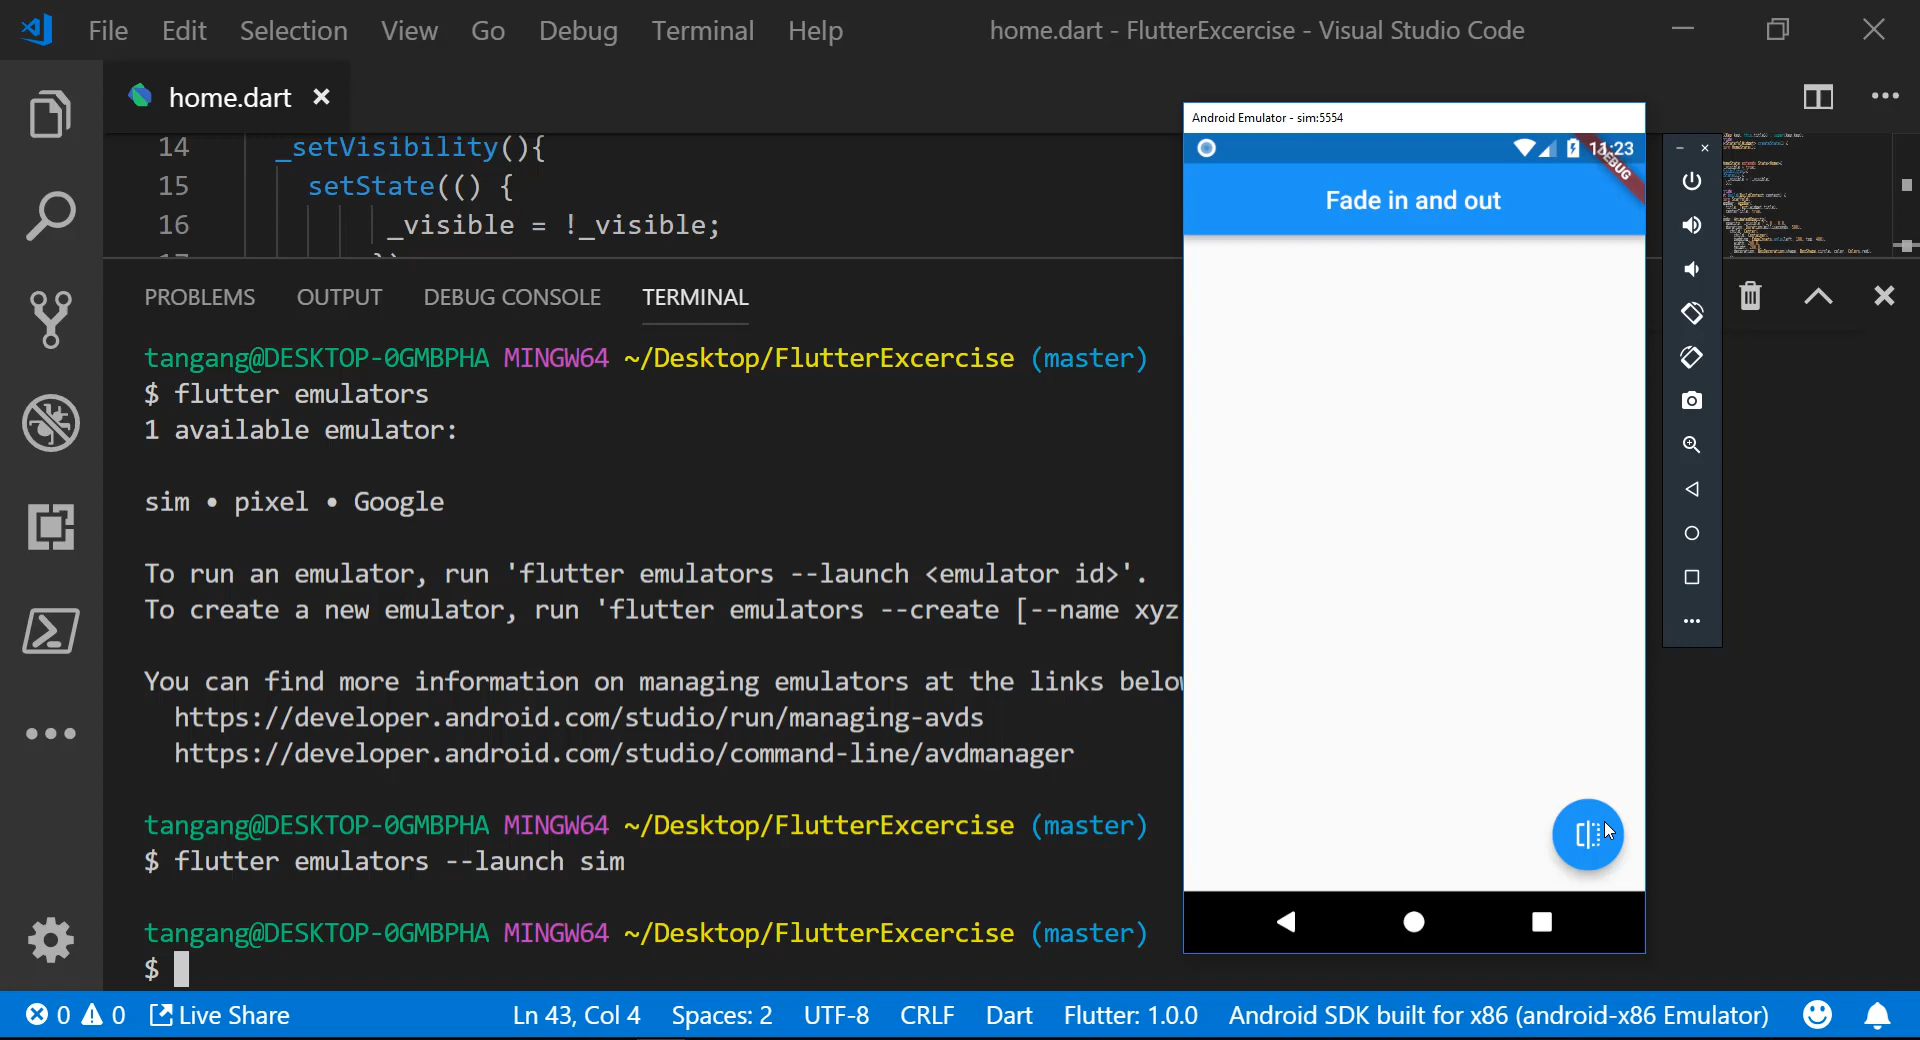 File Edit Selection View Go Debug Terminal Help home.dart - FlutterExcercise - Visual Studio Code
home.dart
14 _setVisibility(){
15 setState(() {
16 _visible = !_visible;
PROBLEMS OUTPUT DEBUG CONSOLE TERMINAL
tangang@DESKTOP-0GMBPHA MINGW64 ~/Desktop/FlutterExcercise (master)
$ flutter emulators
1 available emulator:
sim • pixel • Google
To run an emulator, run 'flutter emulators --launch <emulator id>'.
To create a new emulator, run 'flutter emulators --create [--name xyz
You can find more information on managing emulators at the links below
https://developer.android.com/studio/run/managing-avds
https://developer.android.com/studio/command-line/avdmanager
tangang@DESKTOP-0GMBPHA MINGW64 ~/Desktop/FlutterExcercise (master)
$ flutter emulators --launch sim
tangang@DESKTOP-0GMBPHA MINGW64 ~/Desktop/FlutterExcercise (master)
$
Android Emulator - sim:5554
11:23
DEBUG
Fade in and out
0 0 Live Share Ln 43, Col 4 Spaces: 2 UTF-8 CRLF Dart Flutter: 1.0.0 Android SDK built for x86 (android-x86 Emulator)